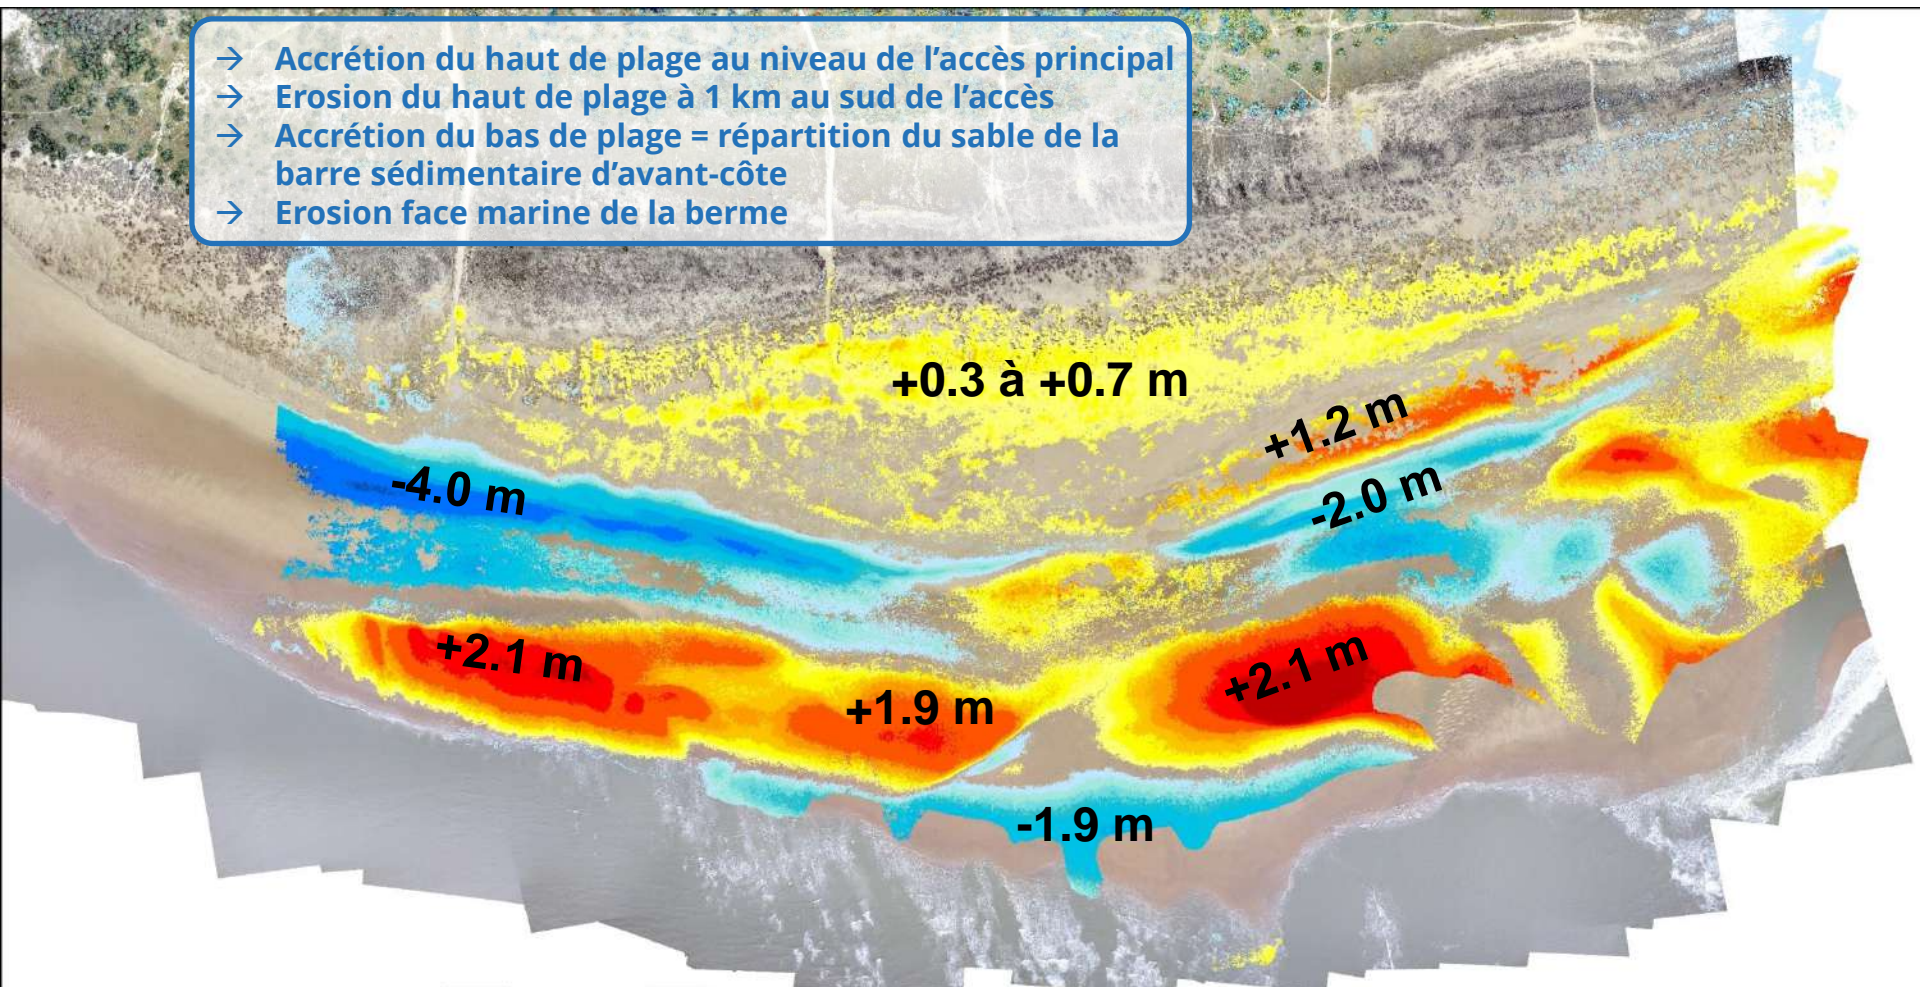 → Accrétion du haut de plage au niveau de l’accès principal
→ Erosion du haut de plage à 1 km au sud de l’accès
→ Accrétion du bas de plage = répartition du sable de la
barre sédimentaire d’avant-côte
→ Erosion face marine de la berme
+0.3 à +0.7 m
+1.2 m
-4.0 m
-2.0 m
+2.1 m
+2.1 m
+1.9 m
-1.9 m